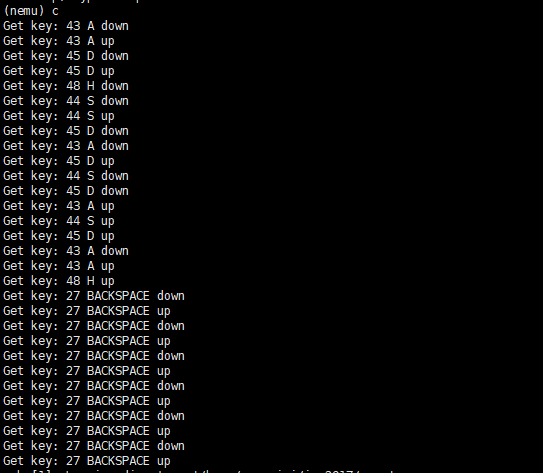 (nemu) c
Get key: 43 A down
Get key: 43 A up
Get key: 45 D down
Get key: 45 D up
Get key: 48 H down
Get key: 44 S down
Get key: 44 S up
Get key: 45 D down
Get key: 43 A down
Get key: 45 D up
Get key: 44 S down
Get key: 45 D down
Get key: 43 A up
Get key: 44 S up
Get key: 45 D up
Get key: 43 A down
Get key: 43 A up
Get key: 48 H up
Get key: 27 BACKSPACE down
Get key: 27 BACKSPACE up
Get key: 27 BACKSPACE down
Get key: 27 BACKSPACE up
Get key: 27 BACKSPACE down
Get key: 27 BACKSPACE up
Get key: 27 BACKSPACE down
Get key: 27 BACKSPACE up
Get key: 27 BACKSPACE down
Get key: 27 BACKSPACE up
Get key: 27 BACKSPACE down
Get key: 27 BACKSPACE up